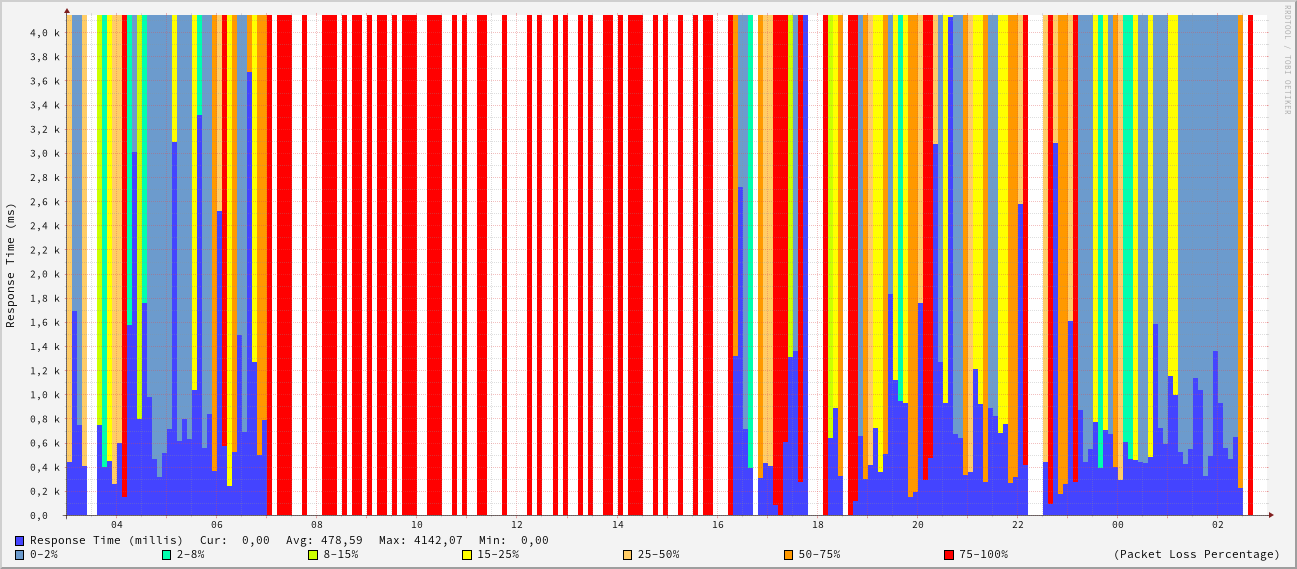 RRDTOOL / TOBI OETIKER
Response Time (ms)
4,0 k
3,8 k
3,6 k
3,4 k
3,2 k
3,0 k
2,8 k
2,6 k
2,4 k
2,2 k
2,0 k
1,8 k
1,6 k
1,4 k
1,2 k
1,0 k
0,8 k
0,6 k
0,4 k
0,2 k
0,0
04 06 08 10 12 14 16 18 20 22 00 02
Response Time (millis) Cur: 0,00 Avg: 478,59 Max: 4142,07 Min: 0,00
0-2% 2-8% 8-15% 15-25% 25-50% 50-75% 75-100% (Packet Loss Percentage)